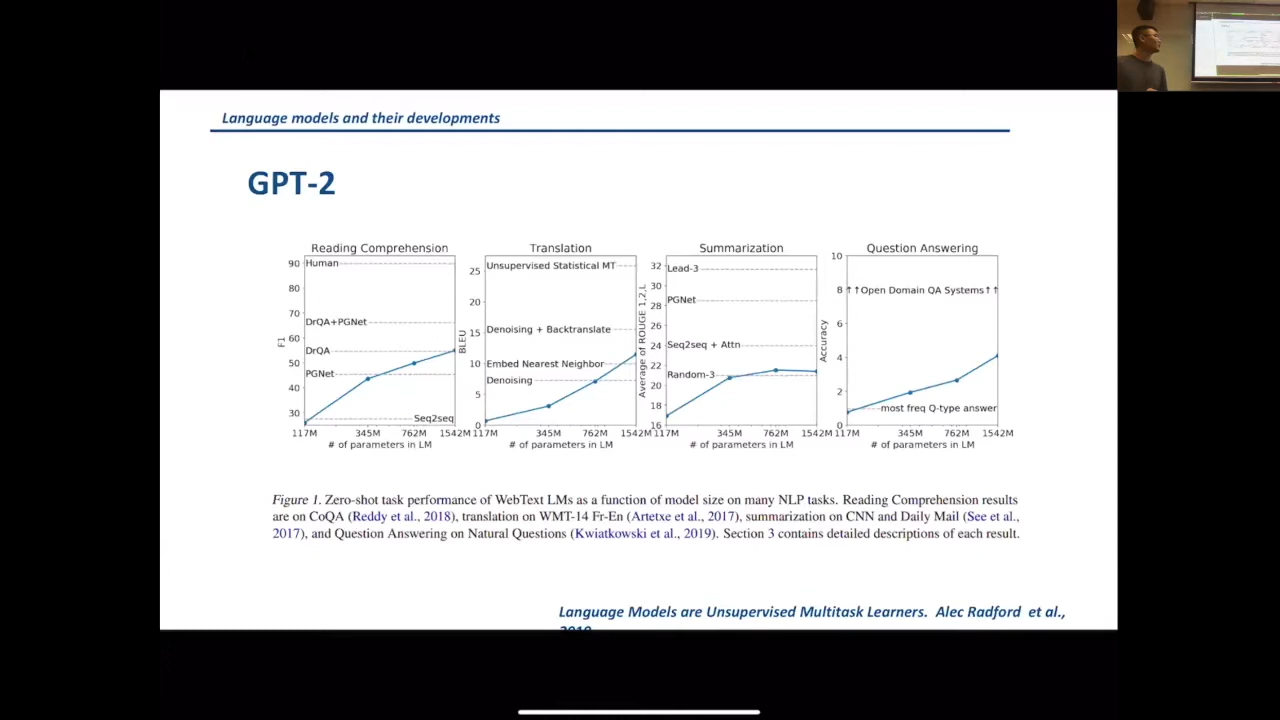 Language models and their developments
GPT-2
Reading Comprehension
90
80
70
60
50
40
30
F1
Human
DrQA+PGNet
DrQA
PGNet
Seq2seq
117M 345M 762M 1542M
# of parameters in LM
Translation
25
20
15
10
5
0
BLEU
Unsupervised Statistical MT
Denoising + Backtranslate
Embed Nearest Neighbor
Denoising
117M 345M 762M 1542M
# of parameters in LM
Summarization
32
30
28
26
24
22
20
18
16
Average of ROUGE 1,2,L
Lead-3
PGNet
Seq2seq + Attn
Random-3
117M 345M 762M 1542M
# of parameters in LM
Question Answering
10
8
6
4
2
0
Accuracy
↑↑Open Domain QA Systems↑↑
most freq Q-type answer
117M 345M 762M 1542M
# of parameters in LM
Figure 1. Zero-shot task performance of WebText LMs as a function of model size on many NLP tasks. Reading Comprehension results
are on CoQA (Reddy et al., 2018), translation on WMT-14 Fr-En (Artetxe et al., 2017), summarization on CNN and Daily Mail (See et al.,
2017), and Question Answering on Natural Questions (Kwiatkowski et al., 2019). Section 3 contains detailed descriptions of each result.
Language Models are Unsupervised Multitask Learners. Alec Radford et al.,